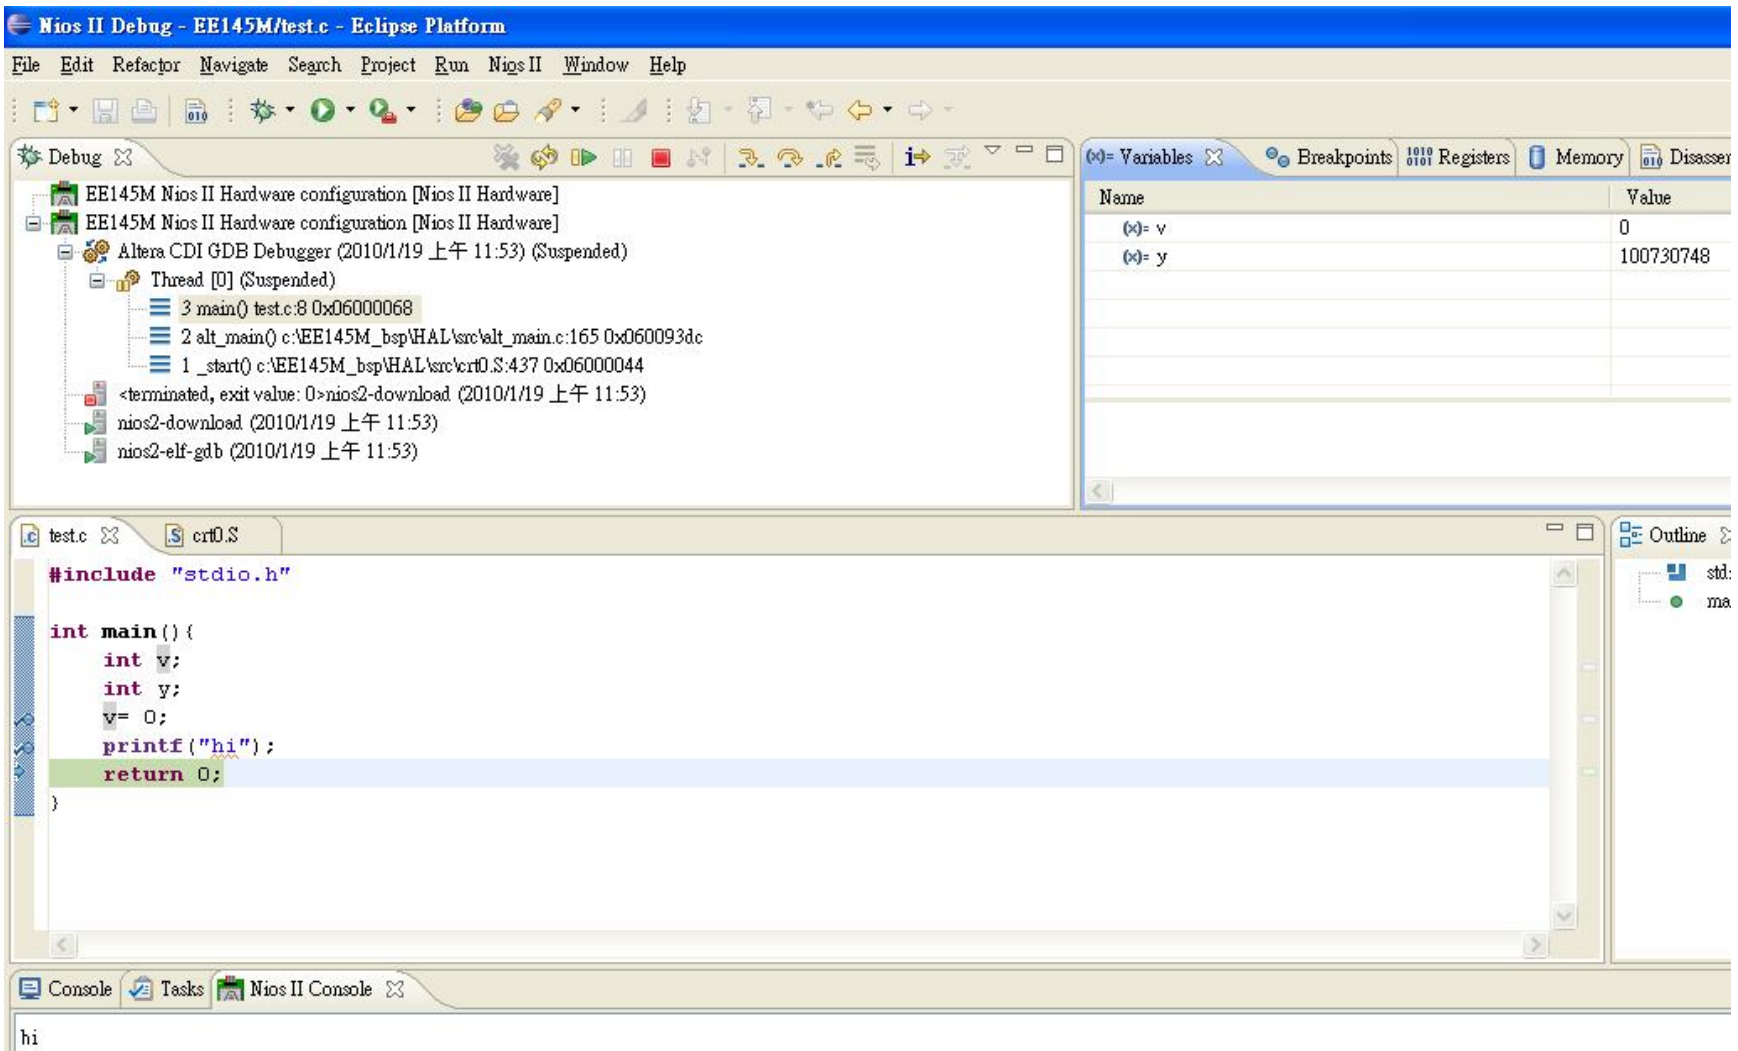 Nios II Debug - EE145M/test.c - Eclipse Platform
File Edit Refactor Navigate Search Project Run Nios II Window Help
Debug
EE145M Nios II Hardware configuration [Nios II Hardware]
EE145M Nios II Hardware configuration [Nios II Hardware]
Altera CDI GDB Debugger (2010/1/19 上午 11:53) (Suspended)
Thread [0] (Suspended)
3 main() test.c:8 0x06000068
2 alt_main() c:\EE145M_bsp\HAL\src\alt_main.c:165 0x060093dc
1 _start() c:\EE145M_bsp\HAL\src\crt0.S:437 0x06000044
<terminated, exit value: 0>nios2-download (2010/1/19 上午 11:53)
nios2-download (2010/1/19 上午 11:53)
nios2-elf-gdb (2010/1/19 上午 11:53)
(x)= Variables Breakpoints Registers Memory Disasser
Name Value
(x)= v 0
(x)= y 100730748
test.c crt0.S
#include "stdio.h"
int main(){
int v;
int y;
v= 0;
printf("hi");
return 0;
}
Outline
std:
ma
Console Tasks Nios II Console
hi